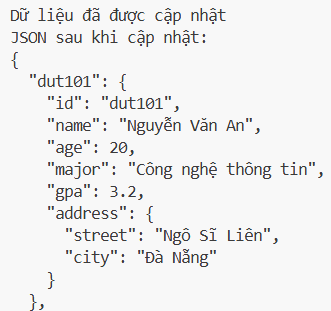 Dữ liệu đã được cập nhật
JSON sau khi cập nhật:
{
  "dut101": {
    "id": "dut101",
    "name": "Nguyễn Văn An",
    "age": 20,
    "major": "Công nghệ thông tin",
    "gpa": 3.2,
    "address": {
      "street": "Ngô Sĩ Liên",
      "city": "Đà Nẵng"
    }
  },